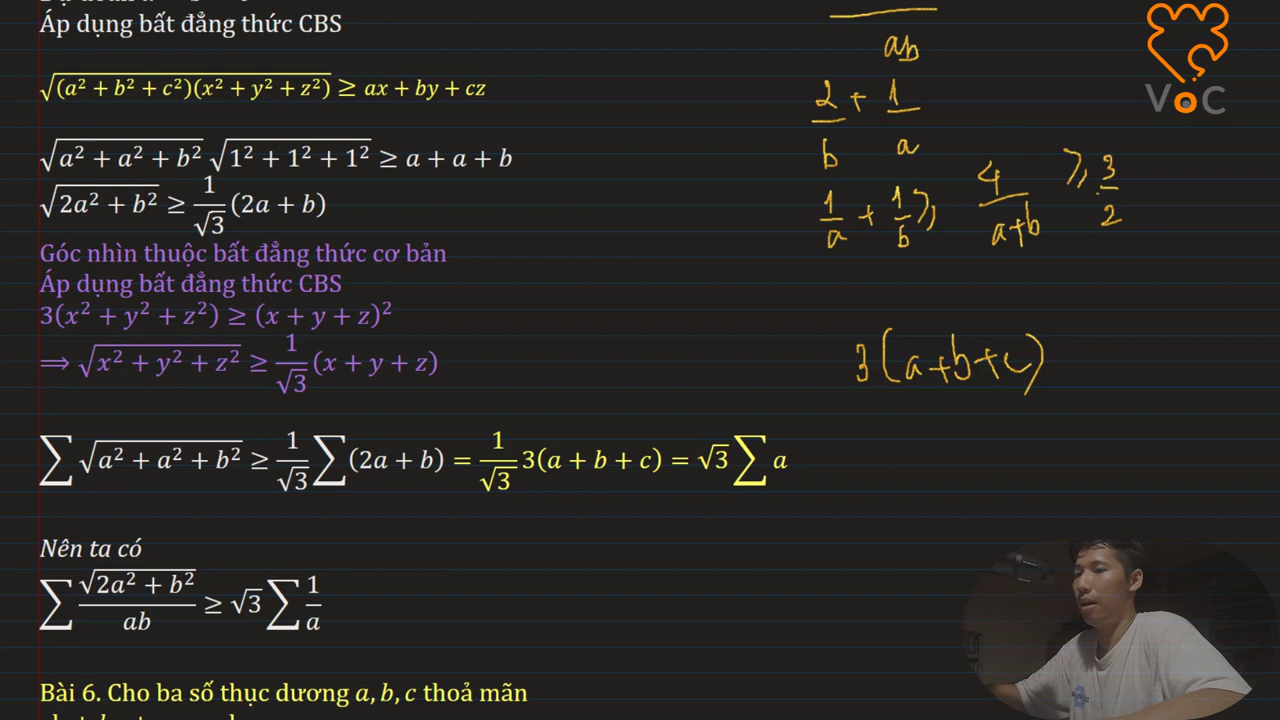 Áp dụng bất đẳng thức CBS
√(a² + b² + c²)(x² + y² + z²) ≥ ax + by + cz
√a² + a² + b² √1² + 1² + 1² ≥ a + a + b
√2a² + b² ≥ 1/√3 (2a + b)
Góc nhìn thuộc bất đẳng thức cơ bản
Áp dụng bất đẳng thức CBS
3(x² + y² + z²) ≥ (x + y + z)²
⟹ √x² + y² + z² ≥ 1/√3 (x + y + z)
∑ √a² + a² + b² ≥ 1/√3 ∑(2a + b) = 1/√3 3(a + b + c) = √3 ∑ a
Nên ta có
∑ √2a² + b²/ab ≥ √3 ∑ 1/a
Bài 6. Cho ba số thực dương a, b, c thoả mãn
ab
2/b + 1/a
1/a + 1/b ≥ 4/a+b ≥ 3/2
3(a+b+c)
VOC